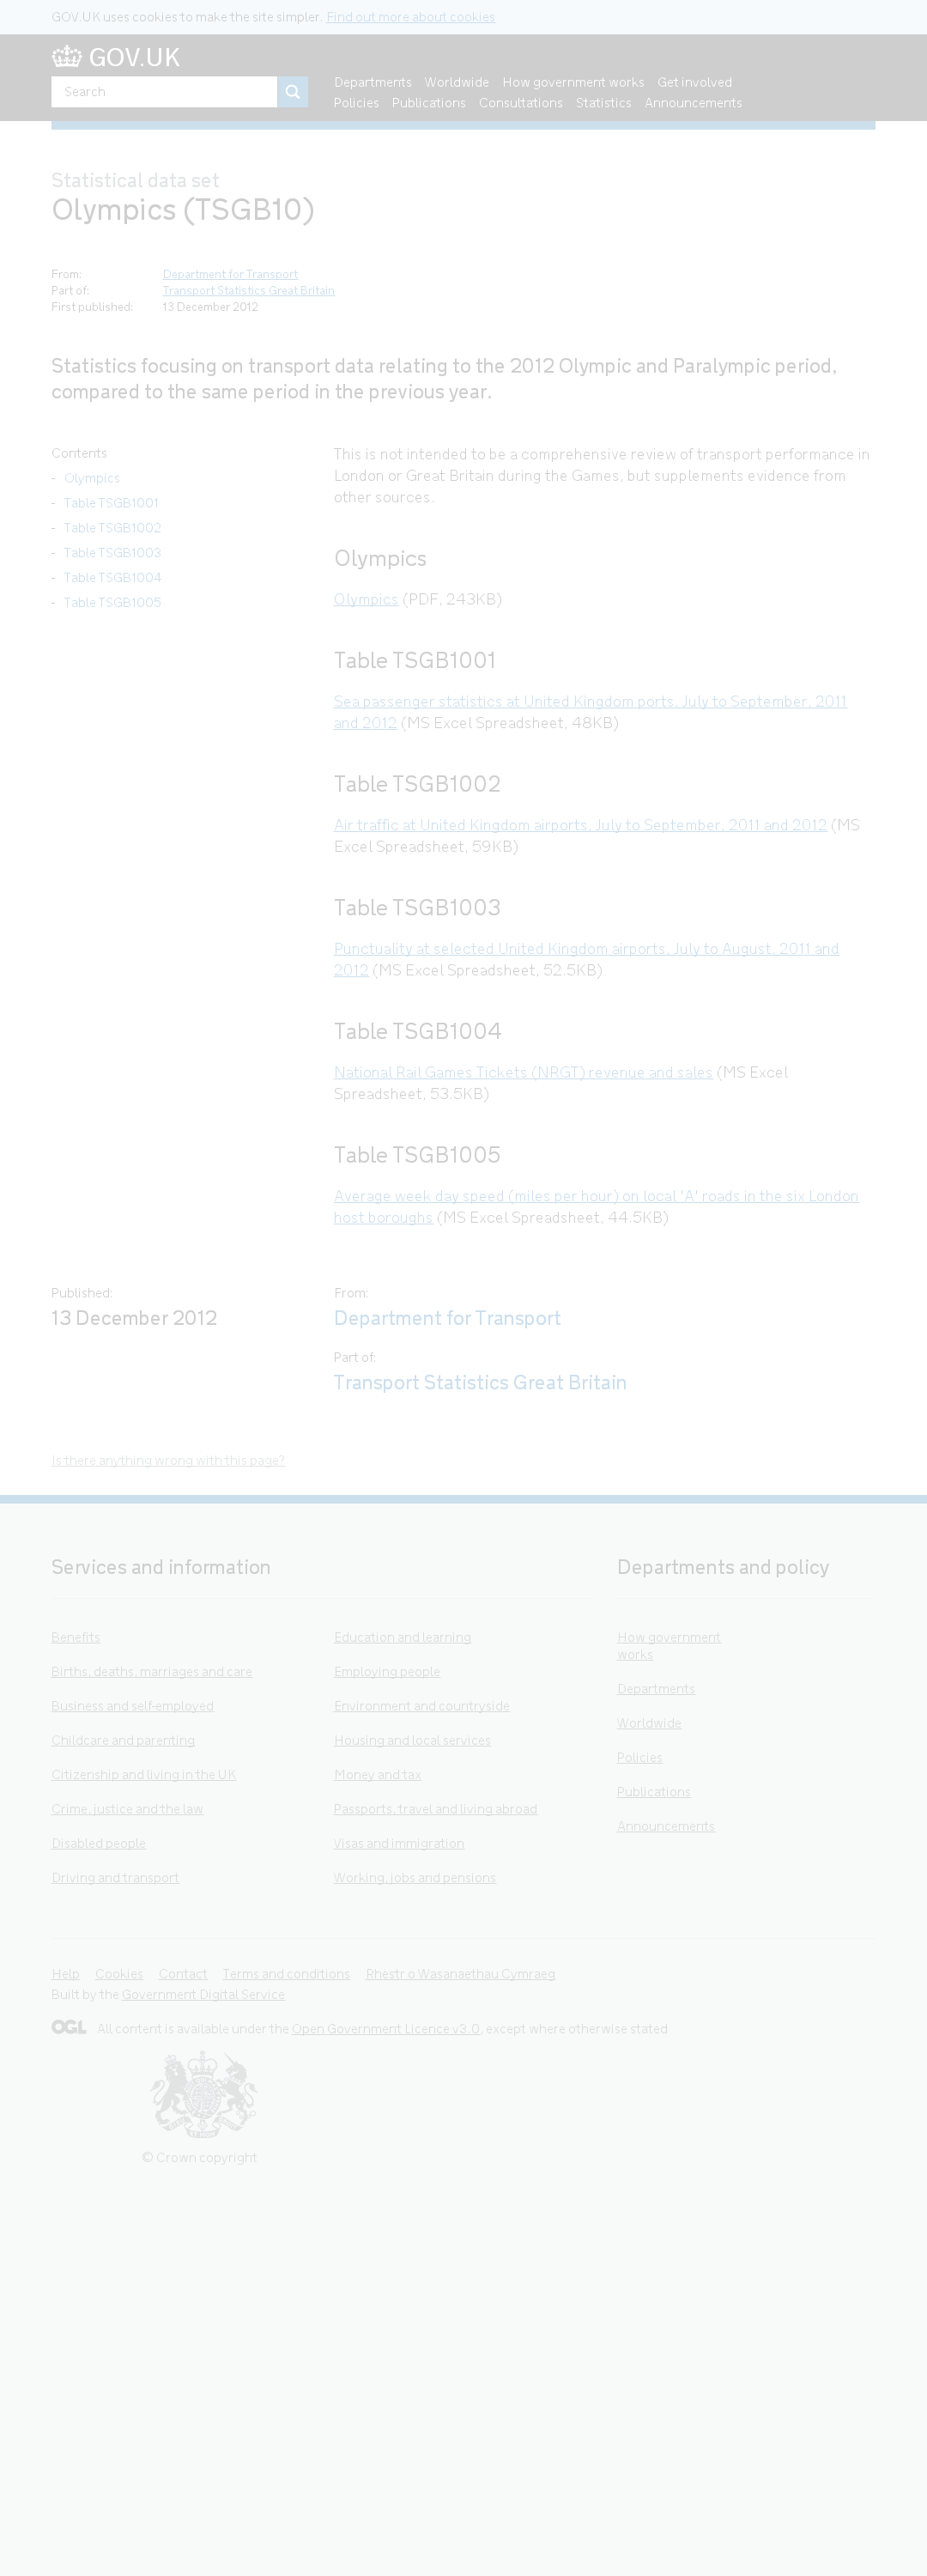 GOV.UK uses cookies to make the site simpler. Find out more about cookies
GOV.UK
Search
Departments Worldwide How government works Get involved
Policies Publications Consultations Statistics Announcements
Statistical data set
Olympics (TSGB10)
From: Department for Transport
Part of: Transport Statistics Great Britain
First published: 13 December 2012
Statistics focusing on transport data relating to the 2012 Olympic and Paralympic period,
compared to the same period in the previous year.
Contents
- Olympics
- Table TSGB1001
- Table TSGB1002
- Table TSGB1003
- Table TSGB1004
- Table TSGB1005
This is not intended to be a comprehensive review of transport performance in
London or Great Britain during the Games, but supplements evidence from
other sources.
Olympics
Olympics (PDF, 243KB)
Table TSGB1001
Sea passenger statistics at United Kingdom ports, July to September, 2011
and 2012 (MS Excel Spreadsheet, 48KB)
Table TSGB1002
Air traffic at United Kingdom airports, July to September, 2011 and 2012 (MS
Excel Spreadsheet, 59KB)
Table TSGB1003
Punctuality at selected United Kingdom airports, July to August, 2011 and
2012 (MS Excel Spreadsheet, 52.5KB)
Table TSGB1004
National Rail Games Tickets (NRGT) revenue and sales (MS Excel
Spreadsheet, 53.5KB)
Table TSGB1005
Average week day speed (miles per hour) on local 'A' roads in the six London
host boroughs (MS Excel Spreadsheet, 44.5KB)
Published:
13 December 2012
From:
Department for Transport
Part of:
Transport Statistics Great Britain
Is there anything wrong with this page?
Services and information
Benefits
Births, deaths, marriages and care
Business and self-employed
Childcare and parenting
Citizenship and living in the UK
Crime, justice and the law
Disabled people
Driving and transport
Education and learning
Employing people
Environment and countryside
Housing and local services
Money and tax
Passports, travel and living abroad
Visas and immigration
Working, jobs and pensions
Departments and policy
How government
works
Departments
Worldwide
Policies
Publications
Announcements
Help Cookies Contact Terms and conditions Rhestr o Wasanaethau Cymraeg
Built by the Government Digital Service
OGL All content is available under the Open Government Licence v3.0, except where otherwise stated
© Crown copyright